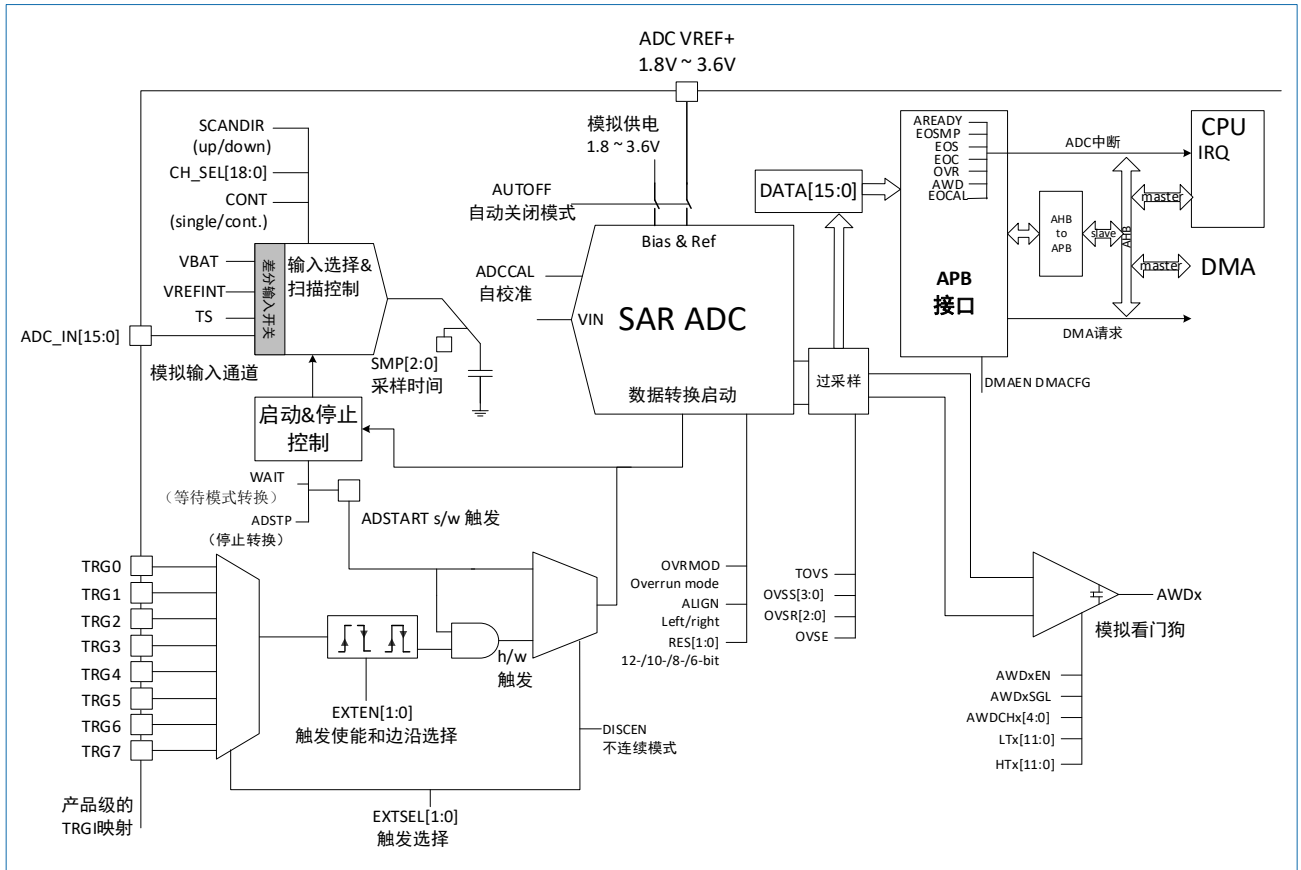 ADC VREF+
1.8V ~ 3.6V
SCANDIR
(up/down)
CH_SEL[18:0]
CONT
(single/cont.)
模拟供电
1.8 ~ 3.6V
AUTOFF
自动关闭模式
DATA[15:0]
AREADY
EOSMP
EOS
EOC
OVR
AWD
EOCAL
ADC中断
CPU
IRQ
master
AHB
to
APB
slave
AHB
master
DMA
APB
接口
DMA请求
DMAEN DMACFG
VBAT
VREFINT
TS
ADC_IN[15:0]
模拟输入通道
差分输入开关
输入选择&
扫描控制
SMP[2:0]
采样时间
Bias & Ref
ADCCAL
自校准
VIN
SAR ADC
数据转换启动
过采样
启动&停止
控制
WAIT
（等待模式转换）
ADSTP
（停止转换）
ADSTART s/w 触发
TRG0
TRG1
TRG2
TRG3
TRG4
TRG5
TRG6
TRG7
h/w
触发
EXTEN[1:0]
触发使能和边沿选择
DISCEN
不连续模式
EXTSEL[1:0]
触发选择
产品级的
TRGI映射
OVRMOD
Overrun mode
ALIGN
Left/right
RES[1:0]
12-/10-/8-/6-bit
TOVS
OVSS[3:0]
OVSR[2:0]
OVSE
AWDx
模拟看门狗
AWDxEN
AWDxSGL
AWDCHx[4:0]
LTx[11:0]
HTx[11:0]